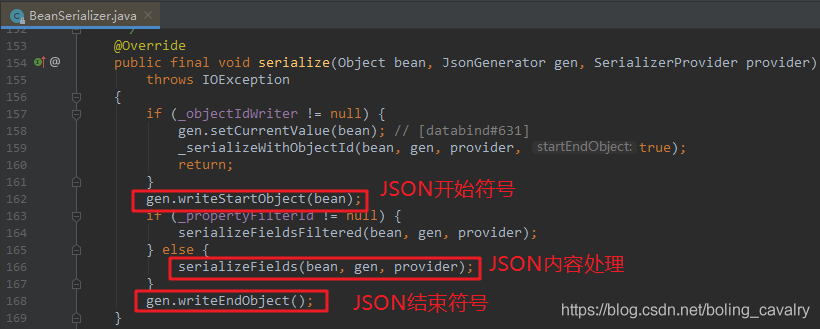 BeanSerializer.java ×
152 */
153 @Override
154 @ public final void serialize(Object bean, JsonGenerator gen, SerializerProvider provider)
155 throws IOException
156 {
157 if (_objectIdWriter != null) {
158 gen.setCurrentValue(bean); // [databind#631]
159 _serializeWithObjectId(bean, gen, provider, startEndObject: true);
160 return;
161 }
162 gen.writeStartObject(bean); JSON开始符号
163 if (_propertyFilterId != null) {
164 serializeFieldsFiltered(bean, gen, provider);
165 } else {
166 serializeFields(bean, gen, provider); JSON内容处理
167 }
168 gen.writeEndObject(); JSON结束符号
169 }
https://blog.csdn.net/boling_cavalry